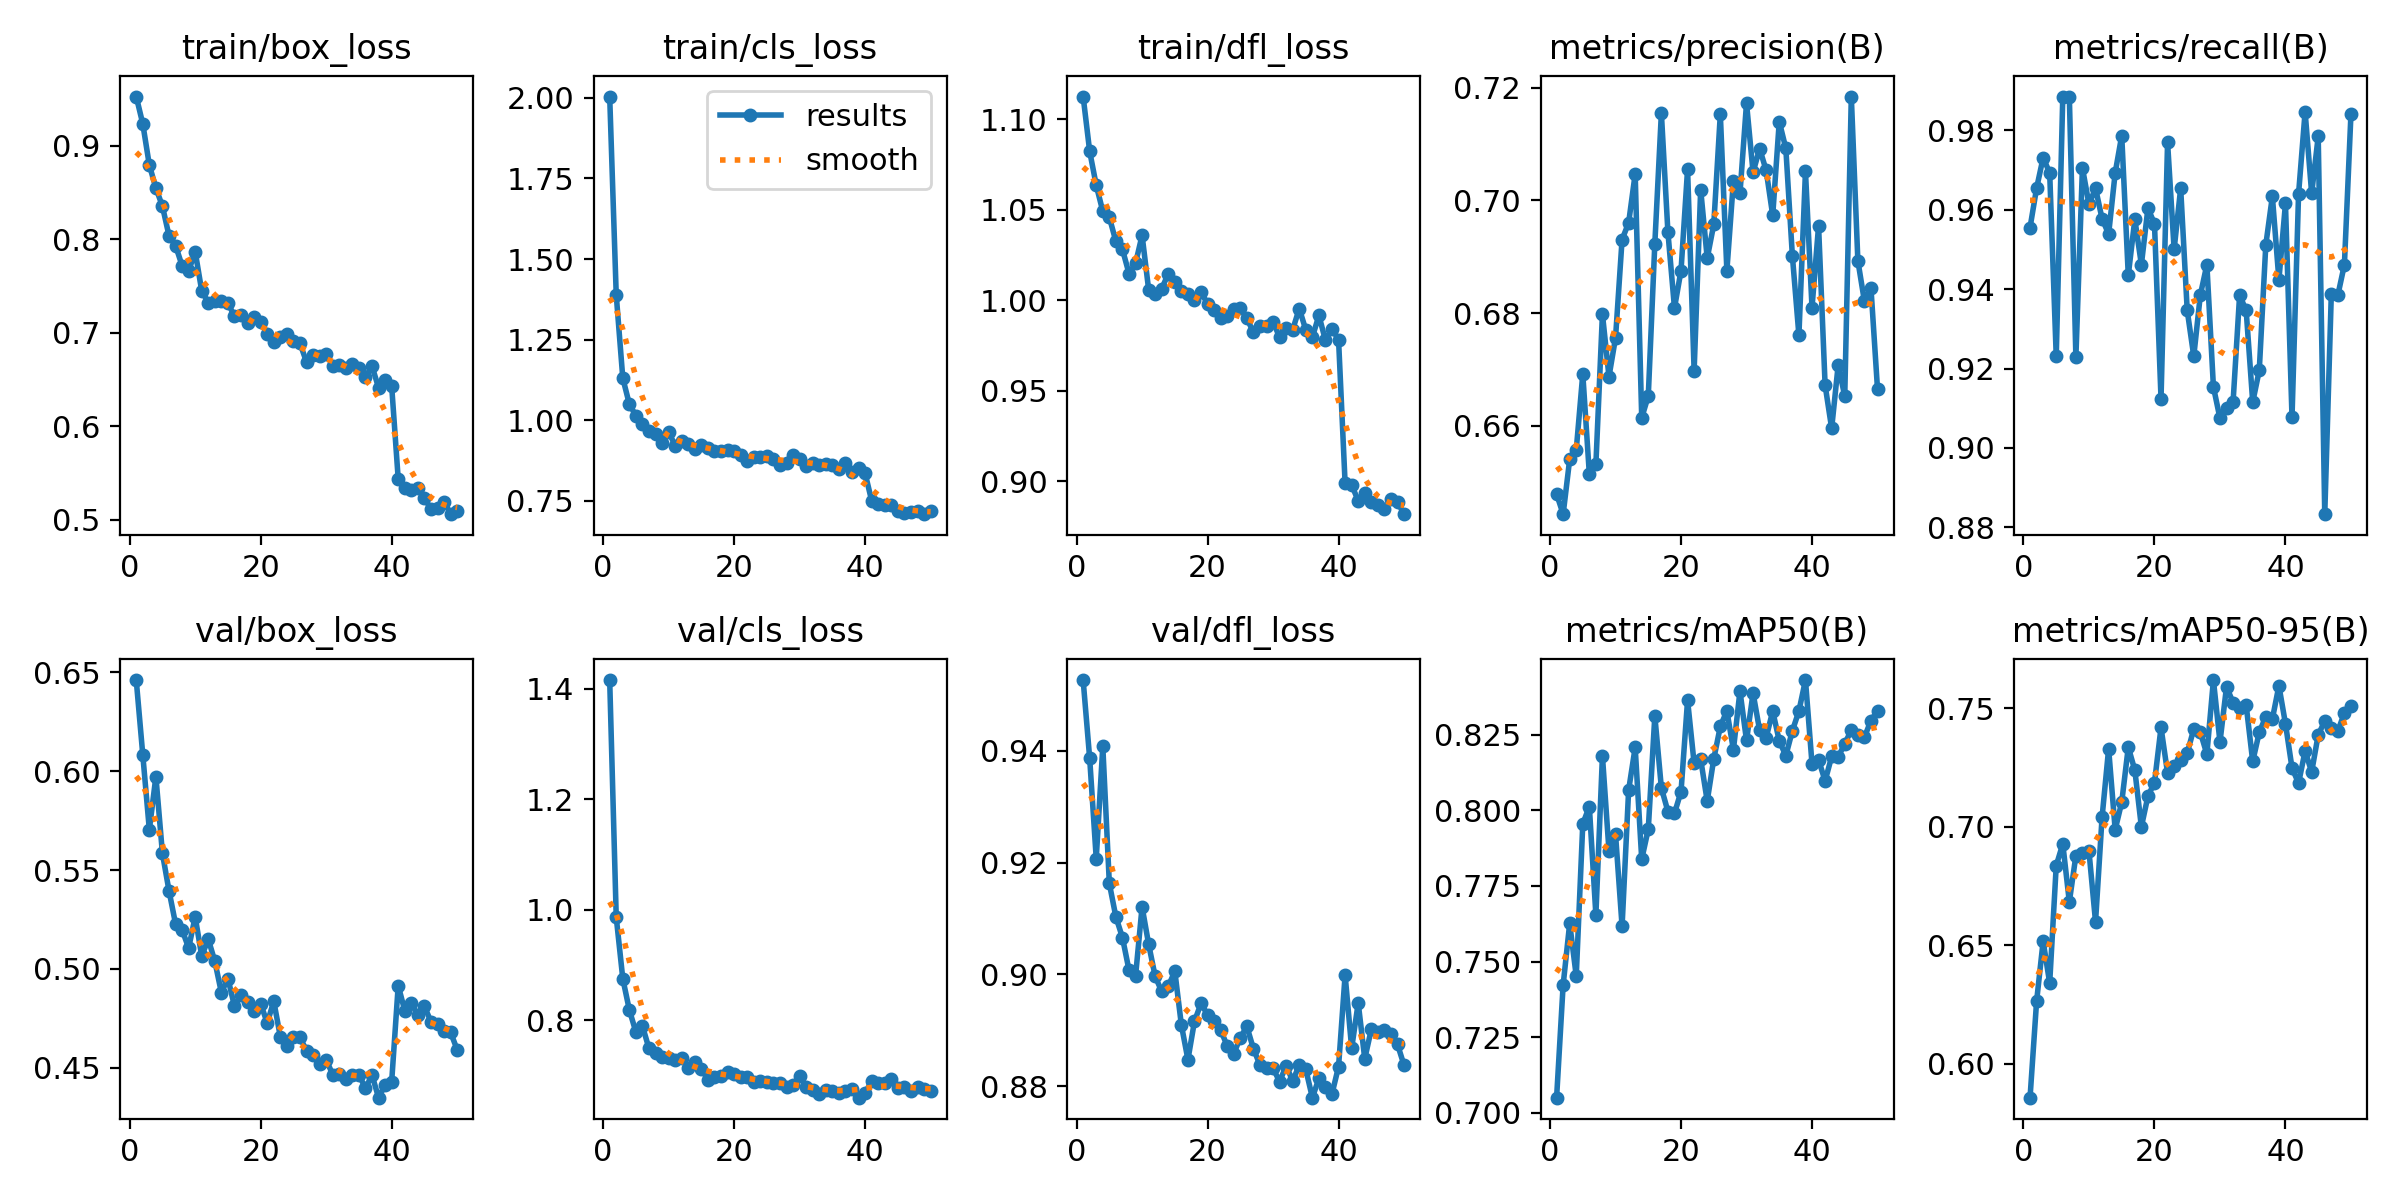 train/box_loss
0.9
0.8
0.7
0.6
0.5
0 20 40
train/cls_loss
results
smooth
2.00
1.75
1.50
1.25
1.00
0.75
0 20 40
train/dfl_loss
1.10
1.05
1.00
0.95
0.90
0 20 40
metrics/precision(B)
0.72
0.70
0.68
0.66
0 20 40
metrics/recall(B)
0.98
0.96
0.94
0.92
0.90
0.88
0 20 40
val/box_loss
0.65
0.60
0.55
0.50
0.45
0 20 40
val/cls_loss
1.4
1.2
1.0
0.8
0 20 40
val/dfl_loss
0.94
0.92
0.90
0.88
0 20 40
metrics/mAP50(B)
0.825
0.800
0.775
0.750
0.725
0.700
0 20 40
metrics/mAP50-95(B)
0.75
0.70
0.65
0.60
0 20 40